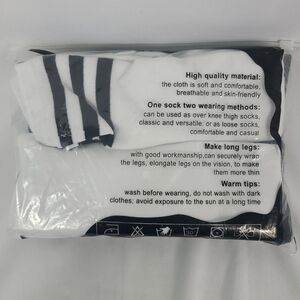 High quality material:
the cloth is soft and comfortable,
breathable and skin-friendly
One sock two wearing methods:
can be used as over knee thigh socks,
classic and versatile; or as loose socks,
comfortable and casual
Make long legs:
with good workmanship,can securely wrap
the legs, elongate legs on the vision, to make
them more thin
Warm tips:
wash before wearing, do not wash with dark
clothes; avoid exposure to the sun at a long time